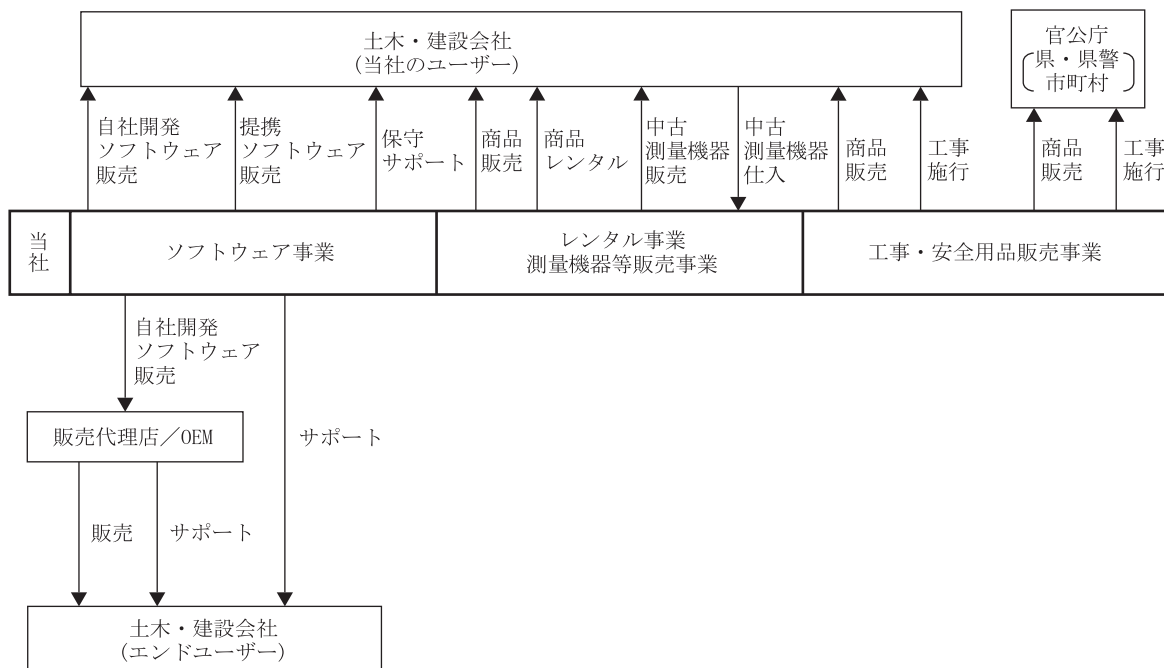 土木・建設会社
(当社のユーザー)
官公庁
県・県警
市町村
自社開発
ソフトウェア
販売
提携
ソフトウェア
販売
保守
サポート
商品
販売
商品
レンタル
中古
測量機器
販売
中古
測量機器
仕入
商品
販売
工事
施行
商品
販売
工事
施行
当社
ソフトウェア事業
レンタル事業
測量機器等販売事業
工事・安全用品販売事業
自社開発
ソフトウェア
販売
販売代理店／OEM
サポート
販売
サポート
土木・建設会社
(エンドユーザー)